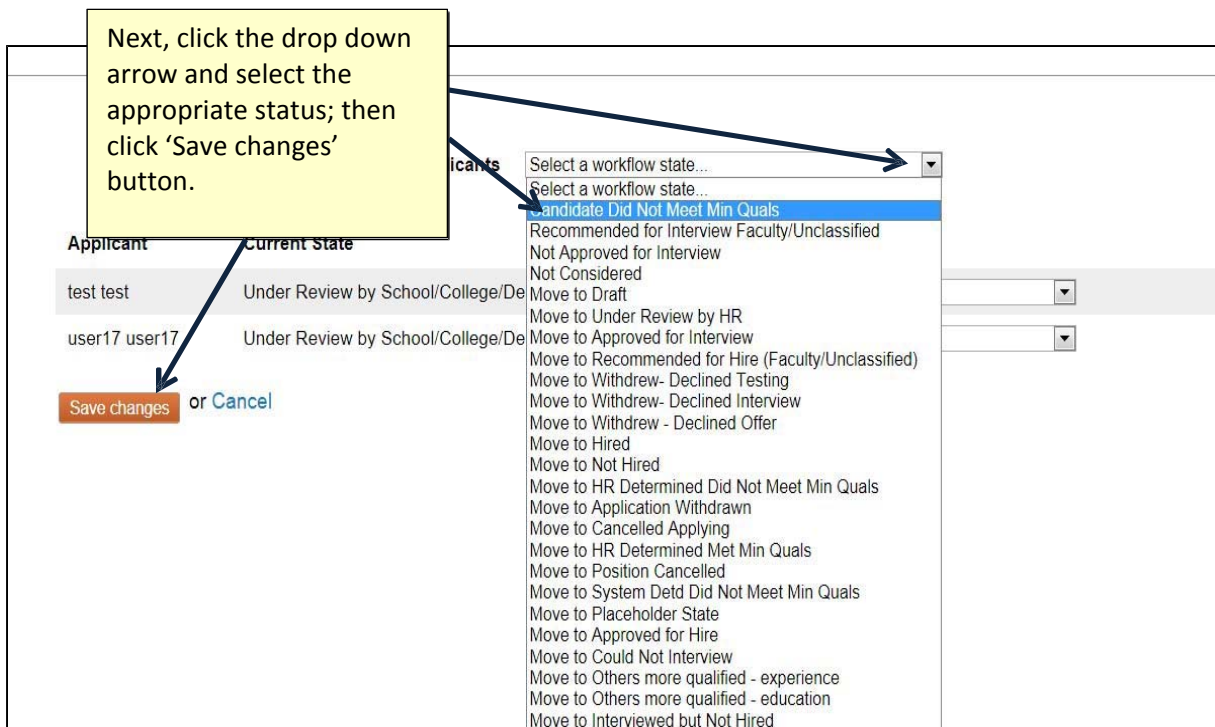 Next, click the drop down
arrow and select the
appropriate status; then
click ‘Save changes’
button.
icants Select a workflow state...
Select a workflow state...
Candidate Did Not Meet Min Quals
Recommended for Interview Faculty/Unclassified
Not Approved for Interview
Not Considered
Move to Draft
Move to Under Review by HR
Move to Approved for Interview
Move to Recommended for Hire (Faculty/Unclassified)
Move to Withdrew- Declined Testing
Move to Withdrew- Declined Interview
Move to Withdrew - Declined Offer
Move to Hired
Move to Not Hired
Move to HR Determined Did Not Meet Min Quals
Move to Application Withdrawn
Move to Cancelled Applying
Move to HR Determined Met Min Quals
Move to Position Cancelled
Move to System Detd Did Not Meet Min Quals
Move to Placeholder State
Move to Approved for Hire
Move to Could Not Interview
Move to Others more qualified - experience
Move to Others more qualified - education
Move to Interviewed but Not Hired
Applicant Current State
test test Under Review by School/College/De
user17 user17 Under Review by School/College/De
Save changes or Cancel